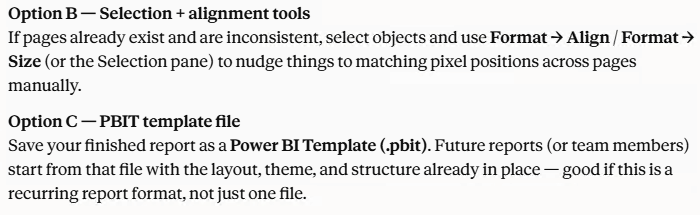 Option B — Selection + alignment tools
If pages already exist and are inconsistent, select objects and use Format → Align / Format →
Size (or the Selection pane) to nudge things to matching pixel positions across pages
manually.
Option C — PBIT template file
Save your finished report as a Power BI Template (.pbit). Future reports (or team members)
start from that file with the layout, theme, and structure already in place — good if this is a
recurring report format, not just one file.